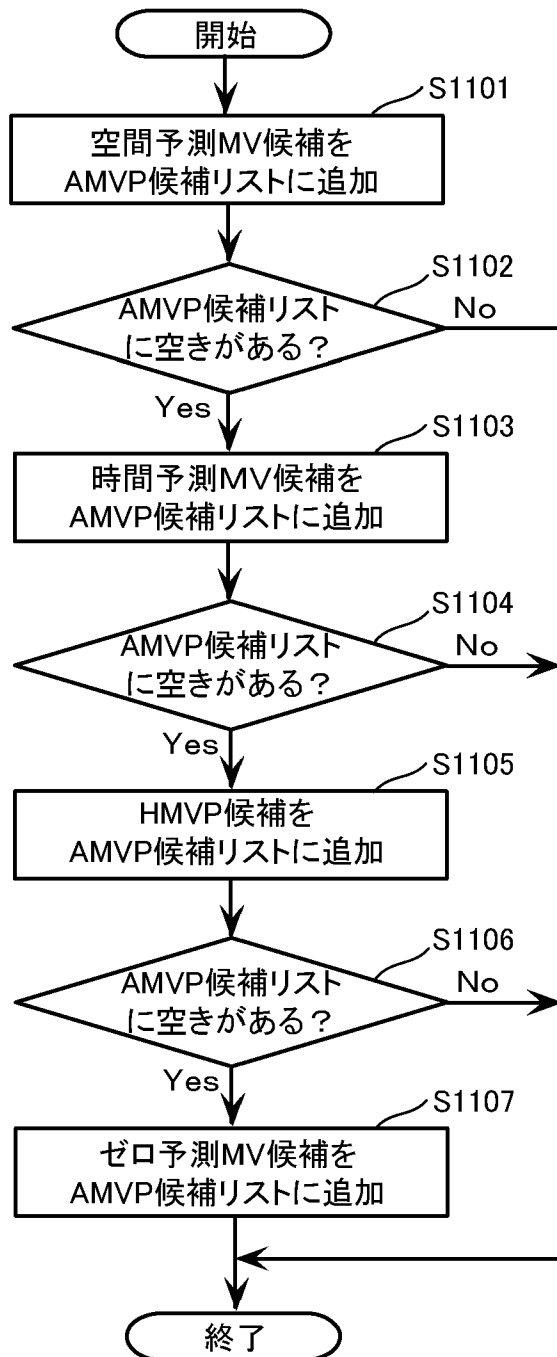 開始
S1101
空間予測MV候補を
AMVP候補リストに追加
S1102
AMVP候補リスト
に空きがある?
No
Yes
S1103
時間予測MV候補を
AMVP候補リストに追加
S1104
AMVP候補リスト
に空きがある?
No
Yes
S1105
HMVP候補を
AMVP候補リストに追加
S1106
AMVP候補リスト
に空きがある?
No
Yes
S1107
ゼロ予測MV候補を
AMVP候補リストに追加
終了